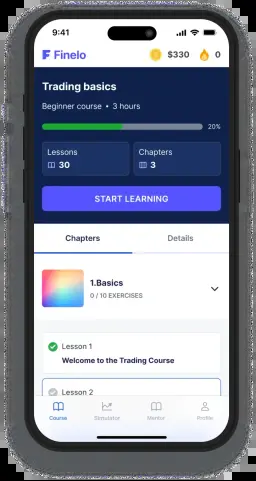 9:41
Finelo
$330
0
Trading basics
Beginner course • 3 hours
20%
Lessons
30
Chapters
3
START LEARNING
Chapters
Details
1.Basics
0 / 10 EXERCISES
Lesson 1
Welcome to the Trading Course
Lesson 2
Course
Simulator
Mentor
Profile